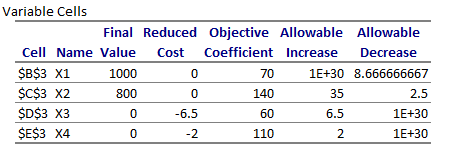 Variable Cells
Final Reduced Objective Allowable Allowable
Cell Name Value Cost Coefficient Increase Decrease
$B$3 X1 1000 0 70 1E+30 8.666666667
$C$3 X2 800 0 140 35 2.5
$D$3 X3 0 -6.5 60 6.5 1E+30
$E$3 X4 0 -2 110 2 1E+30